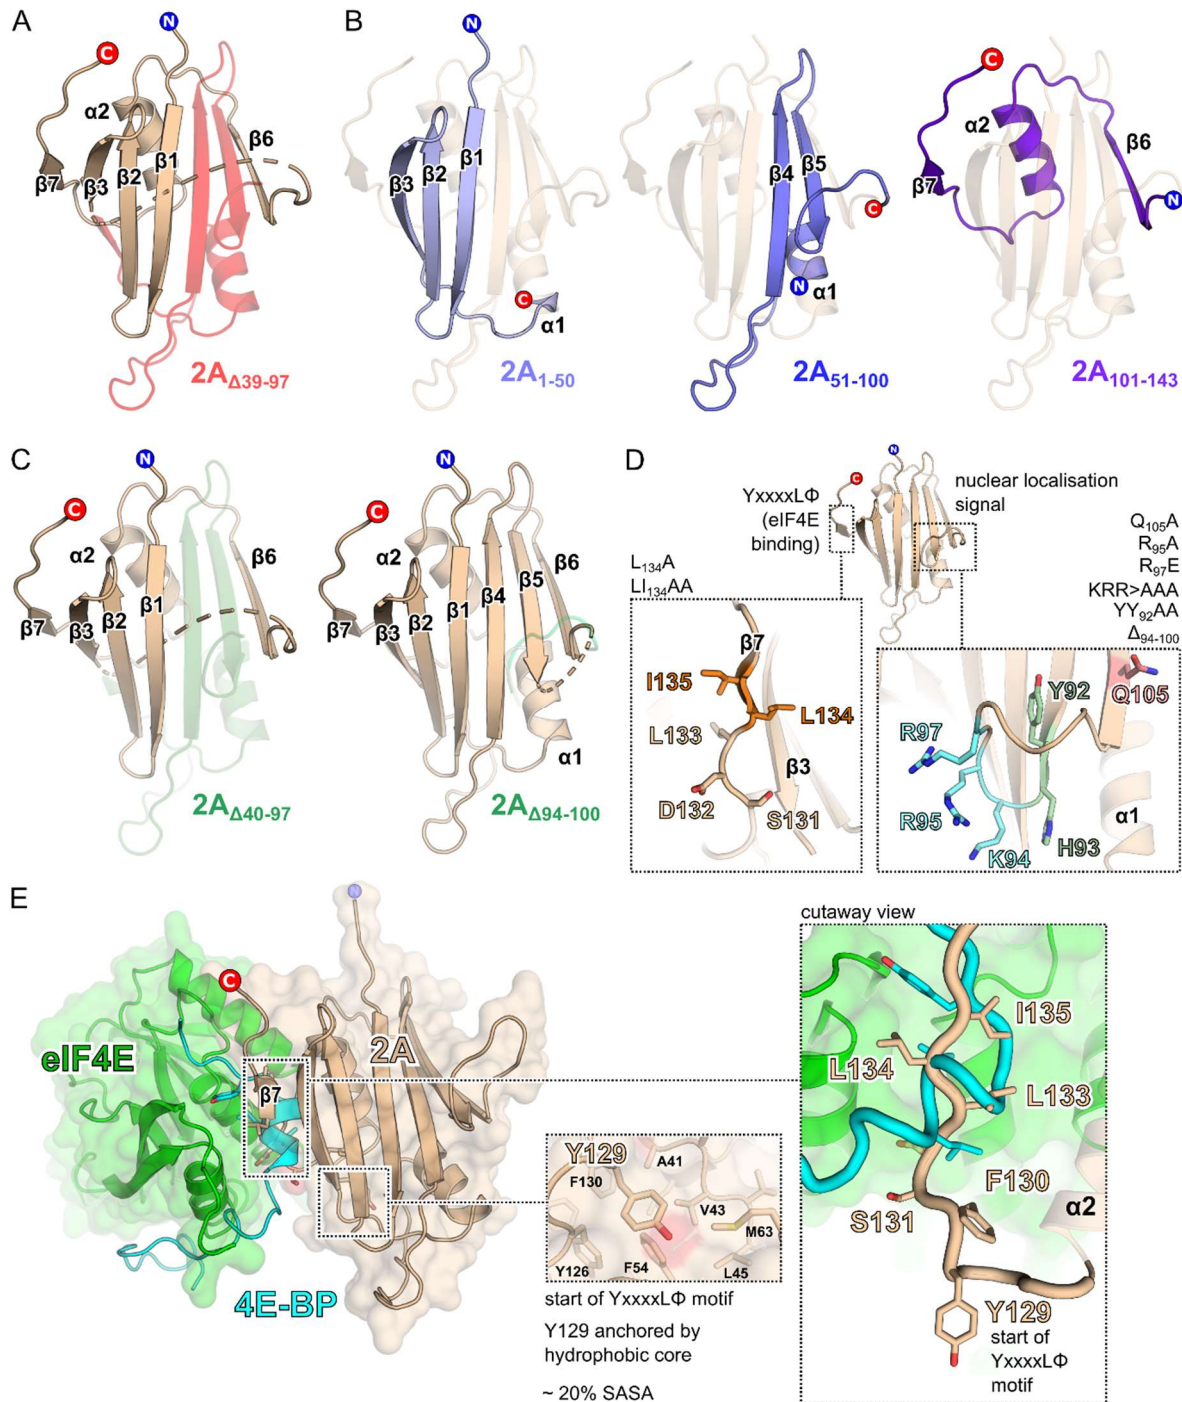 A
N
C
α2
β1
β6
β7
β3
β2
2AΔ39-97
B
N
β3
β2
β1
C
α1
2A1-50
β4
β5
C
N
α1
2A51-100
C
α2
β6
β7
N
2A101-143
C
N
C
α2
β6
β1
β7
β3
β2
2AΔ40-97
N
C
α2
β6
β5
β4
β1
β7
β3
β2
α1
2AΔ94-100
D
N
C
YxxxxLΦ
(eIF4E
binding)
nuclear localisation
signal
L134A
LI134AA
Q105A
R95A
R97E
KRR>AAA
YY92AA
Δ94-100
β7
I135
L134
L133
β3
D132
S131
Y92
Q105
R97
R95
α1
K94
H93
E
N
C
eIF4E
2A
β7
4E-BP
Y129
A41
F130
V43
M63
Y126
F54
L45
start of YxxxxLΦ motif
Y129 anchored by
hydrophobic core
~ 20% SASA
cutaway view
I135
L134
L133
F130
S131
α2
Y129
start of
YxxxxLΦ
motif